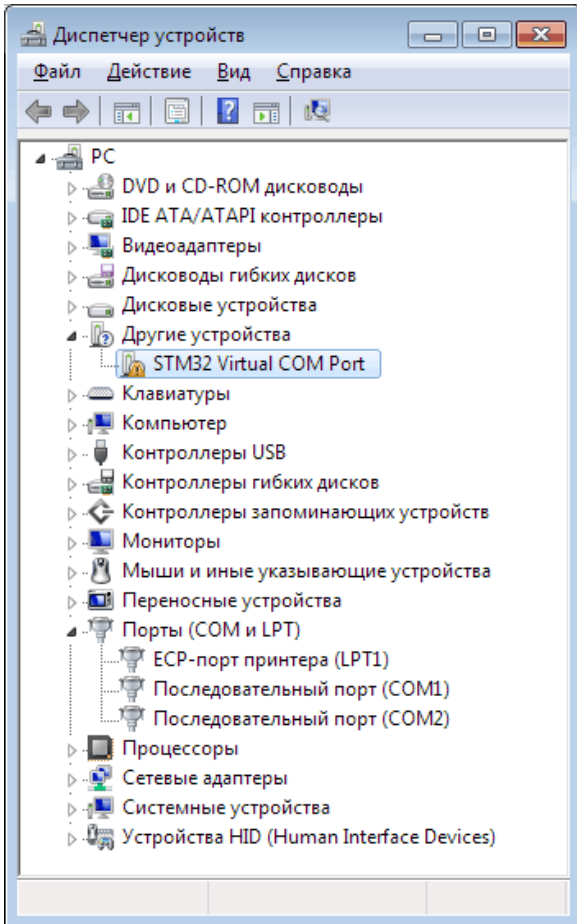 Диспетчер устройств
Файл Действие Вид Справка
PC
DVD и CD-ROM дисководы
IDE ATA/ATAPI контроллеры
Видеоадаптеры
Дисководы гибких дисков
Дисковые устройства
Другие устройства
STM32 Virtual COM Port
Клавиатуры
Компьютер
Контроллеры USB
Контроллеры гибких дисков
Контроллеры запоминающих устройств
Мониторы
Мыши и иные указывающие устройства
Переносные устройства
Порты (COM и LPT)
ECP-порт принтера (LPT1)
Последовательный порт (COM1)
Последовательный порт (COM2)
Процессоры
Сетевые адаптеры
Системные устройства
Устройства HID (Human Interface Devices)